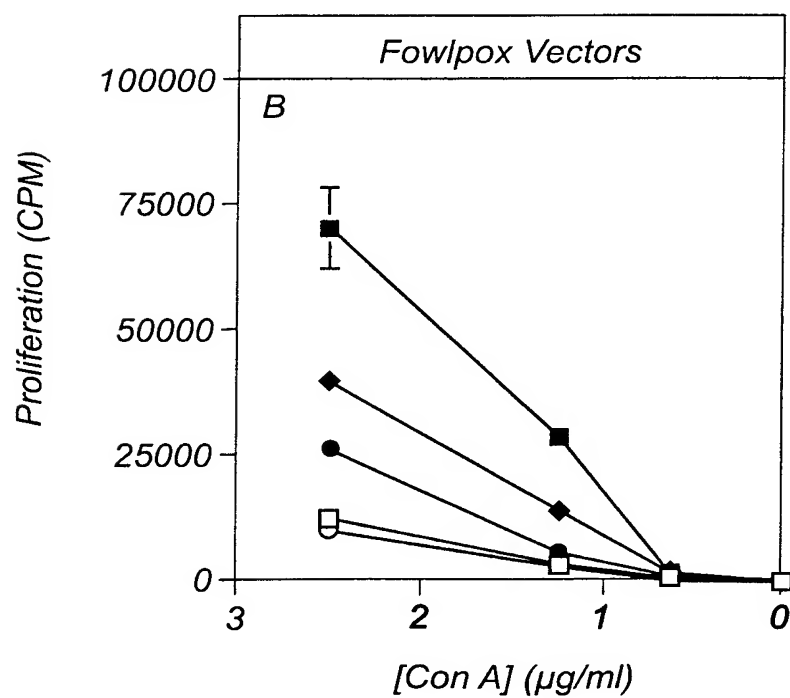 Fowlpox Vectors
B
100000
75000
50000
25000
0
Proliferation (CPM)
3 2 1 0
[Con A] (µg/ml)